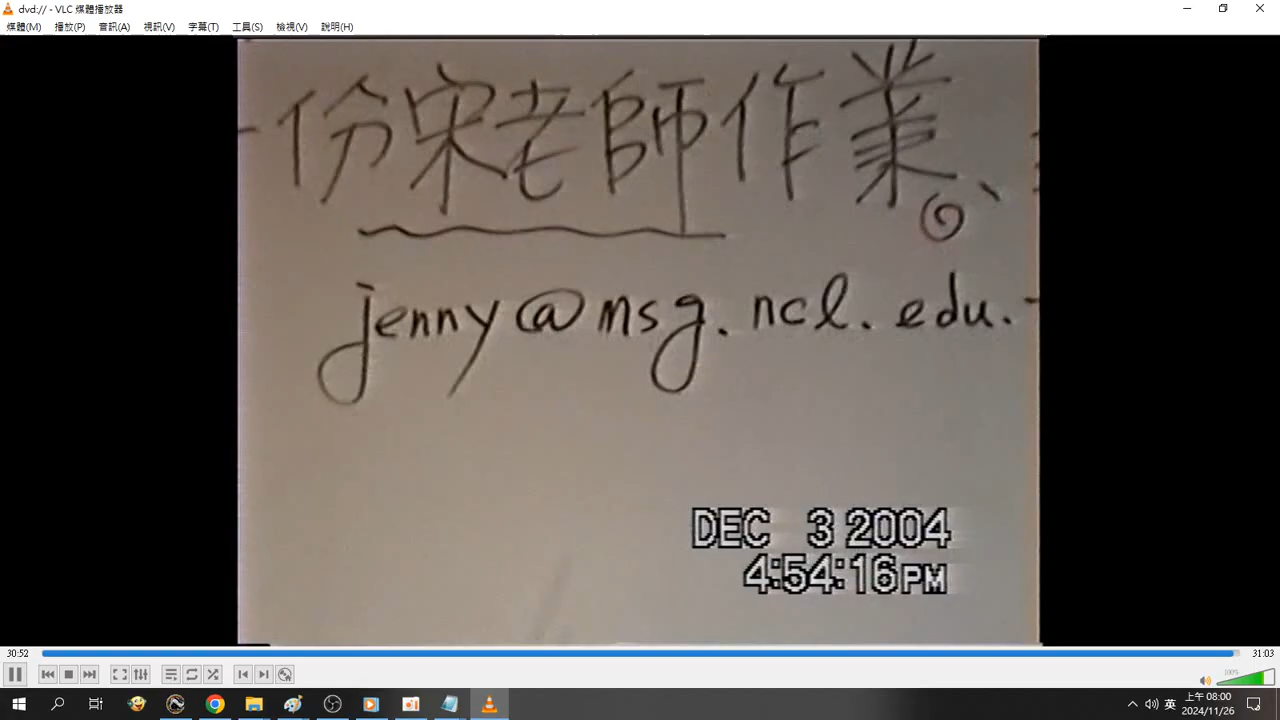 dvd:// - VLC 媒體播放器
媒體(M) 播放(P) 音訊(A) 視訊(V) 字幕(T) 工具(S) 檢視(V) 說明(H)
份宋老師作業、
jenny@msg.ncl.edu.
DEC 3 2004
4:54:16PM
30:52
31:03
100%
英
上午 08:00
2024/11/26